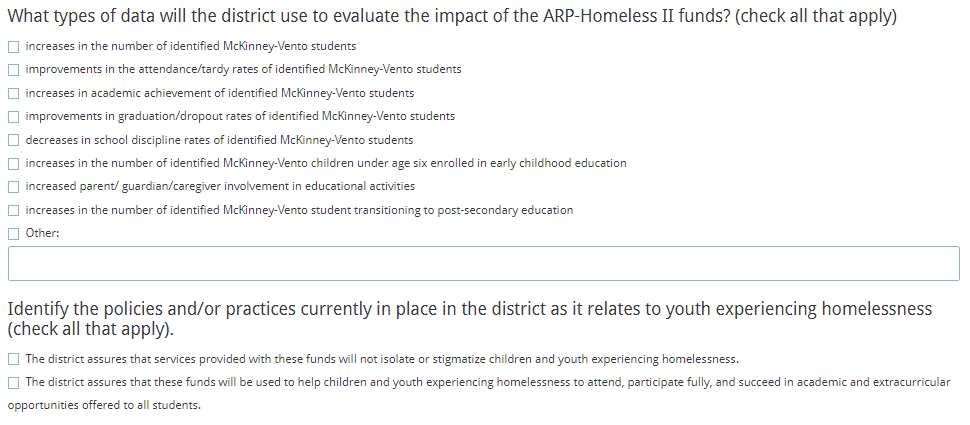 What types of data will the district use to evaluate the impact of the ARP-Homeless II funds? (check all that apply)
increases in the number of identified McKinney-Vento students
improvements in the attendance/tardy rates of identified McKinney-Vento students
increases in academic achievement of identified McKinney-Vento students
improvements in graduation/dropout rates of identified McKinney-Vento students
decreases in school discipline rates of identified McKinney-Vento students
increases in the number of identified McKinney-Vento children under age six enrolled in early childhood education
increased parent/ guardian/caregiver involvement in educational activities
increases in the number of identified McKinney-Vento student transitioning to post-secondary education
Other:
Identify the policies and/or practices currently in place in the district as it relates to youth experiencing homelessness
(check all that apply).
The district assures that services provided with these funds will not isolate or stigmatize children and youth experiencing homelessness.
The district assures that these funds will be used to help children and youth experiencing homelessness to attend, participate fully, and succeed in academic and extracurricular
opportunities offered to all students.